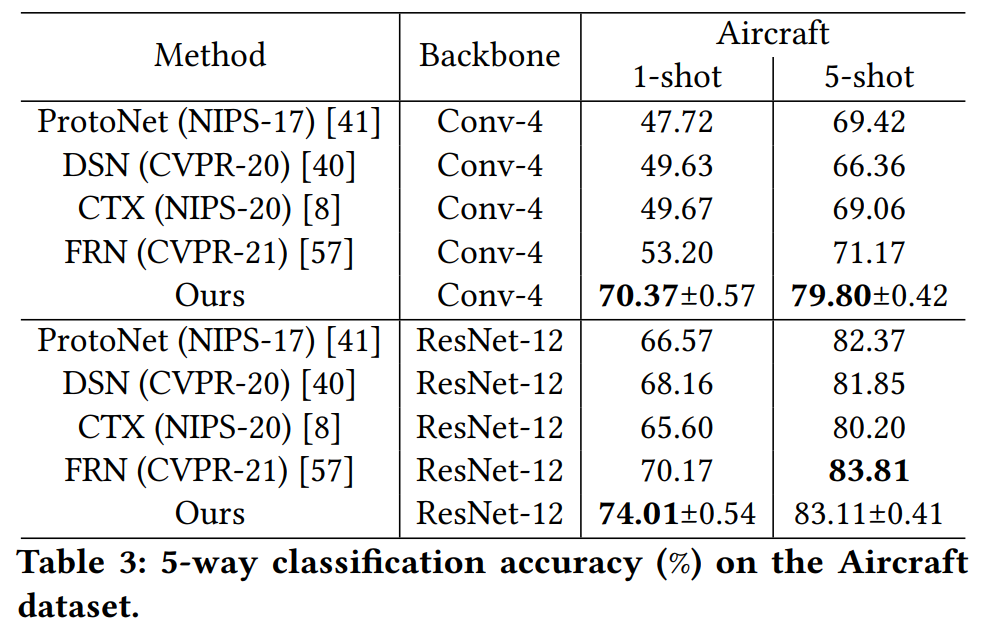 Method Backbone Aircraft
1-shot 5-shot
ProtoNet (NIPS-17) [41] Conv-4 47.72 69.42
DSN (CVPR-20) [40] Conv-4 49.63 66.36
CTX (NIPS-20) [8] Conv-4 49.67 69.06
FRN (CVPR-21) [57] Conv-4 53.20 71.17
Ours Conv-4 70.37±0.57 79.80±0.42
ProtoNet (NIPS-17) [41] ResNet-12 66.57 82.37
DSN (CVPR-20) [40] ResNet-12 68.16 81.85
CTX (NIPS-20) [8] ResNet-12 65.60 80.20
FRN (CVPR-21) [57] ResNet-12 70.17 83.81
Ours ResNet-12 74.01±0.54 83.11±0.41
Table 3: 5-way classification accuracy (%) on the Aircraft
dataset.